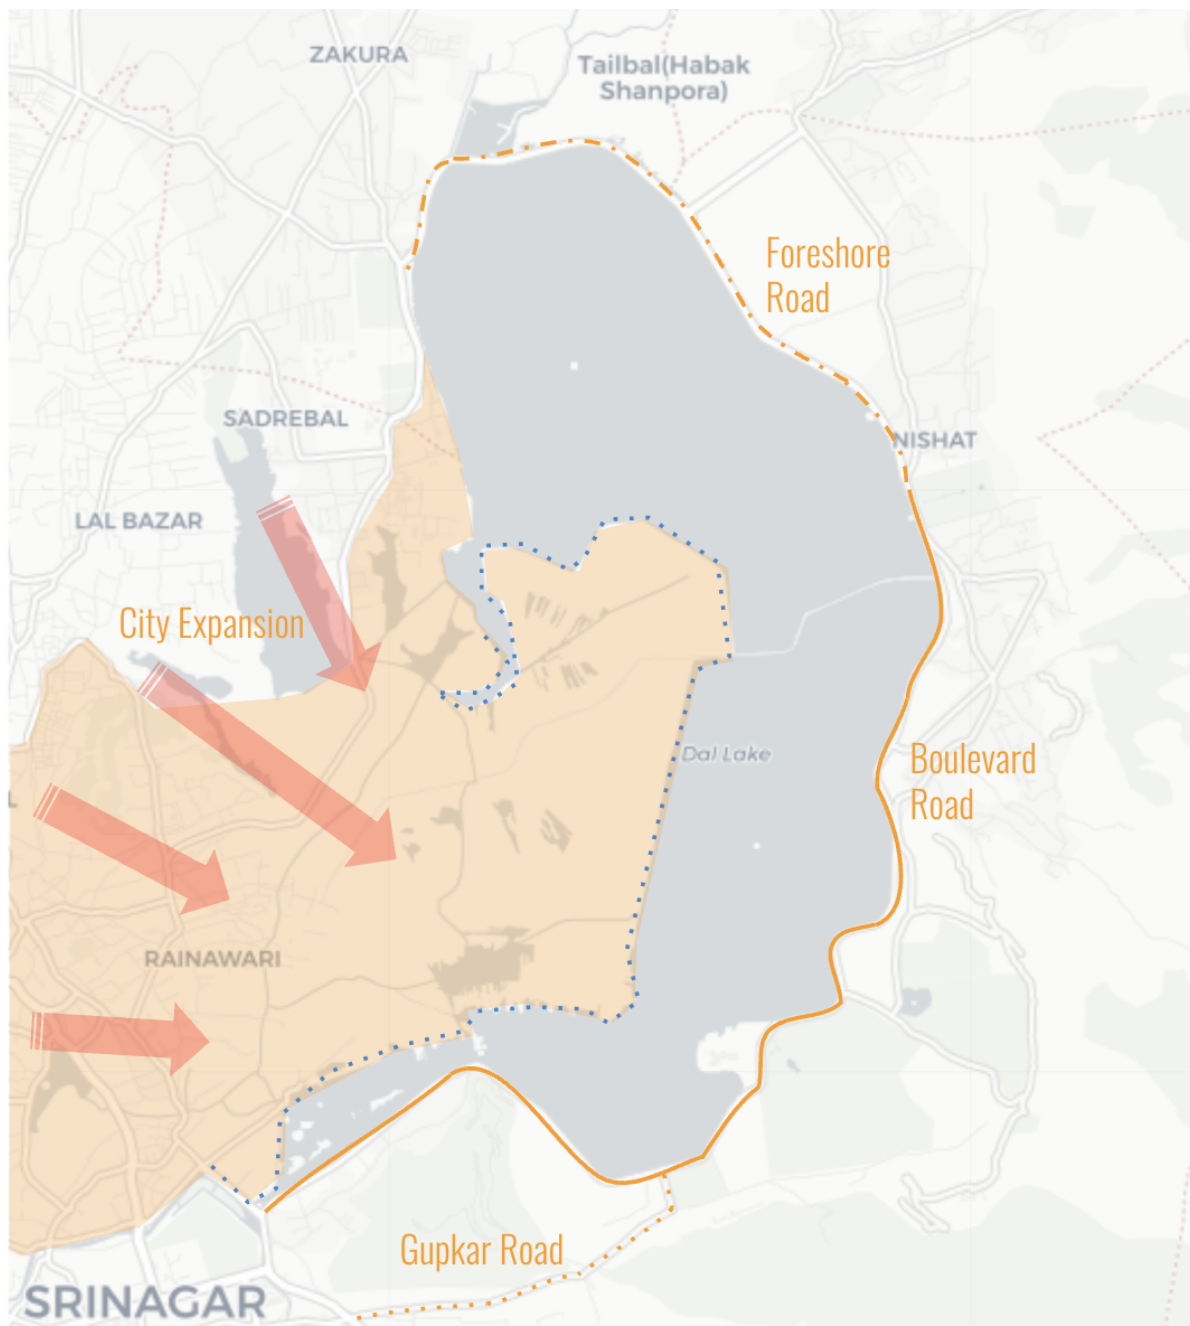 ZAKURA
Tailbal(Habak
Shanpora)
Foreshore
Road
SADREBAL
NISHAT
LAL BAZAR
City Expansion
Dal Lake
Boulevard
Road
L
RAINAWARI
Gupkar Road
SRINAGAR